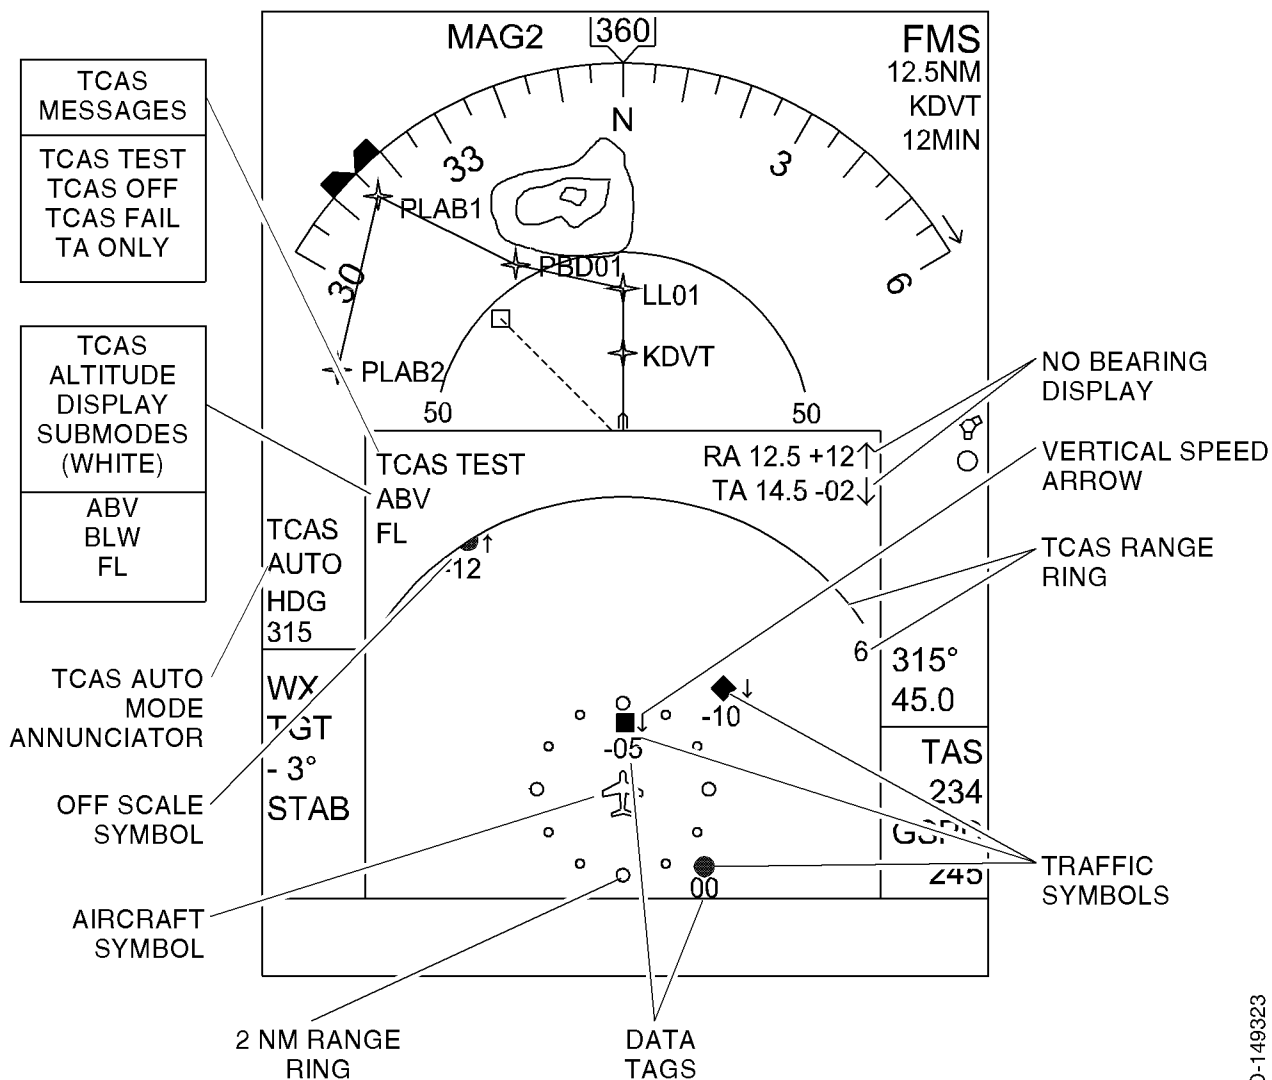 MAG2
360
FMS
12.5NM
KDVT
12MIN
TCAS
MESSAGES
TCAS TEST
TCAS OFF
TCAS FAIL
TA ONLY
N
33
3
30
6
PLAB1
PBD01
LL01
KDVT
PLAB2
50
50
TCAS
ALTITUDE
DISPLAY
SUBMODES
(WHITE)
ABV
BLW
FL
NO BEARING
DISPLAY
VERTICAL SPEED
ARROW
TCAS RANGE
RING
TCAS TEST
ABV
FL
RA 12.5 +12
TA 14.5 -02
TCAS
AUTO
HDG
315
-12
6
315°
45.0
TCAS AUTO
MODE
ANNUNCIATOR
WX
TGT
- 3°
STAB
-10
-05
TAS
234
GSPD
245
00
OFF SCALE
SYMBOL
AIRCRAFT
SYMBOL
TRAFFIC
SYMBOLS
2 NM RANGE
RING
DATA
TAGS